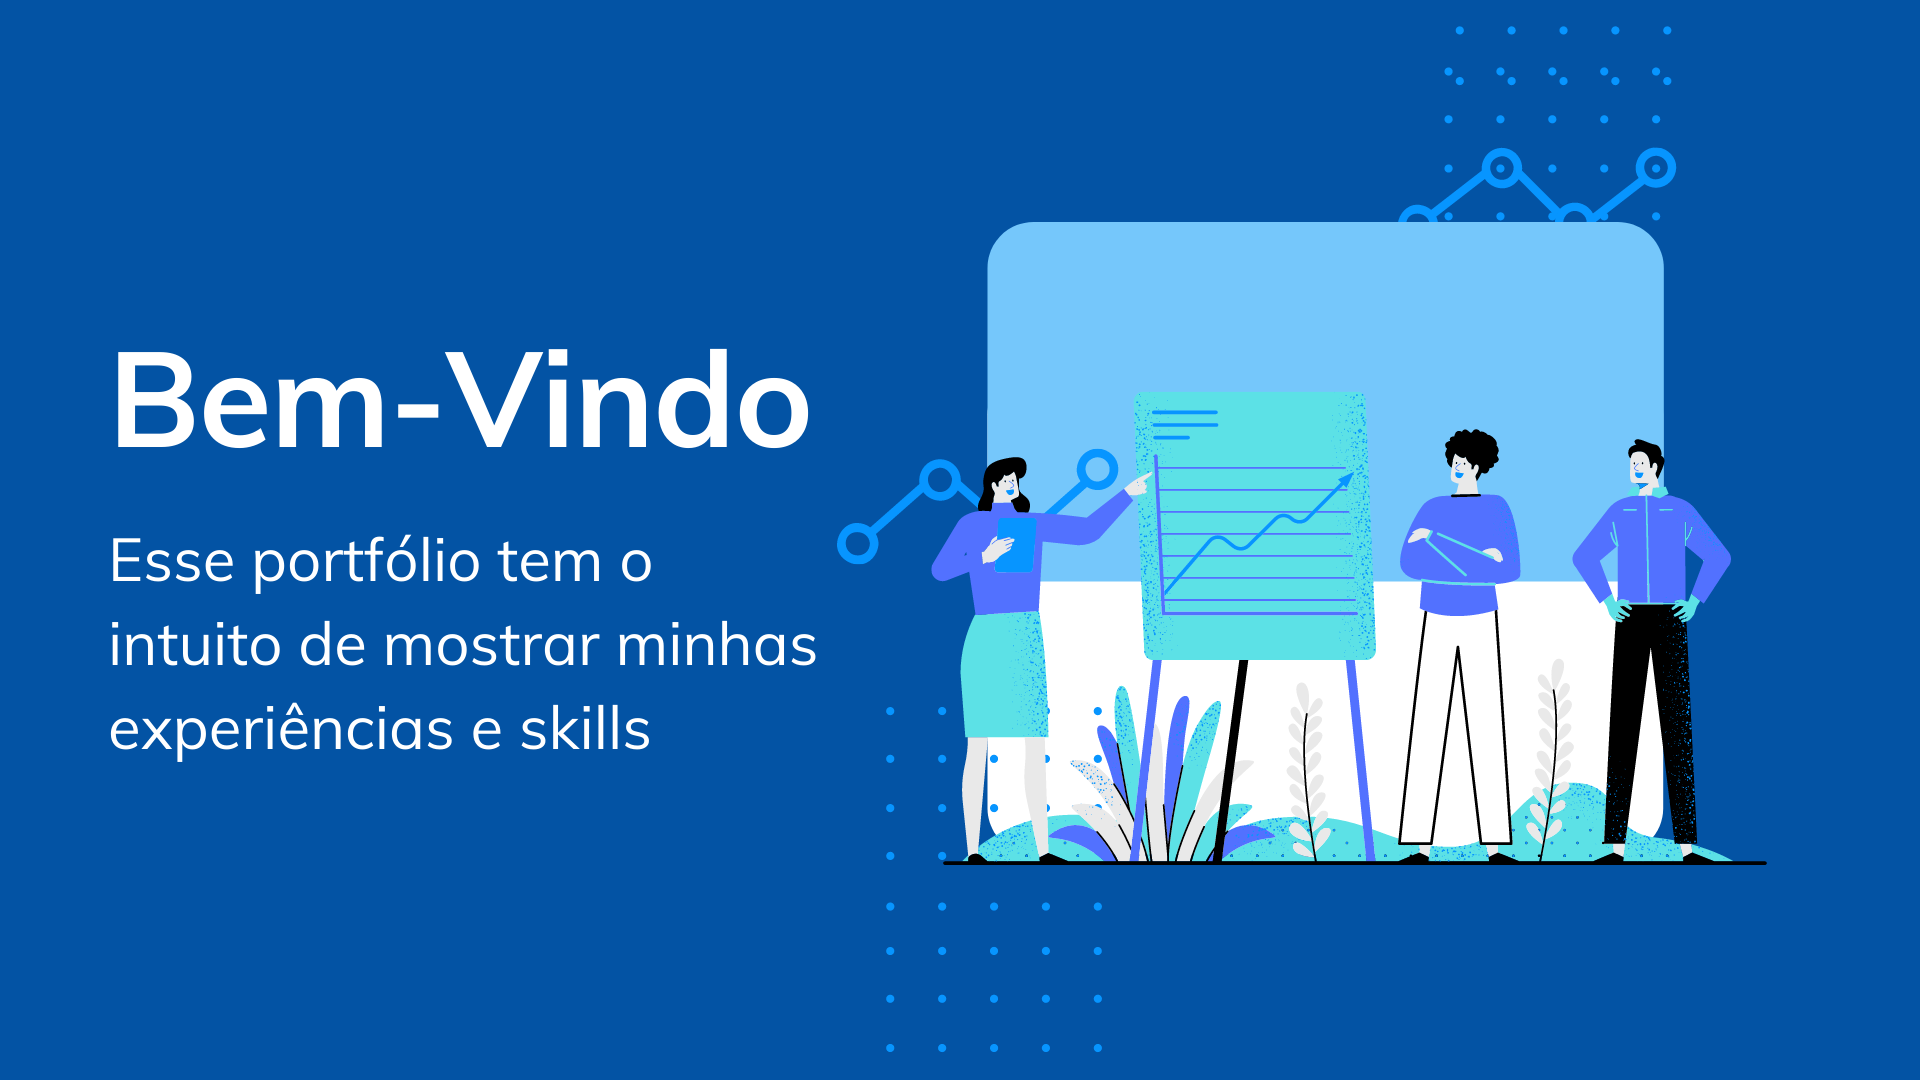 Bem-Vindo
Esse portfólio tem o
intuito de mostrar minhas
experiências e skills